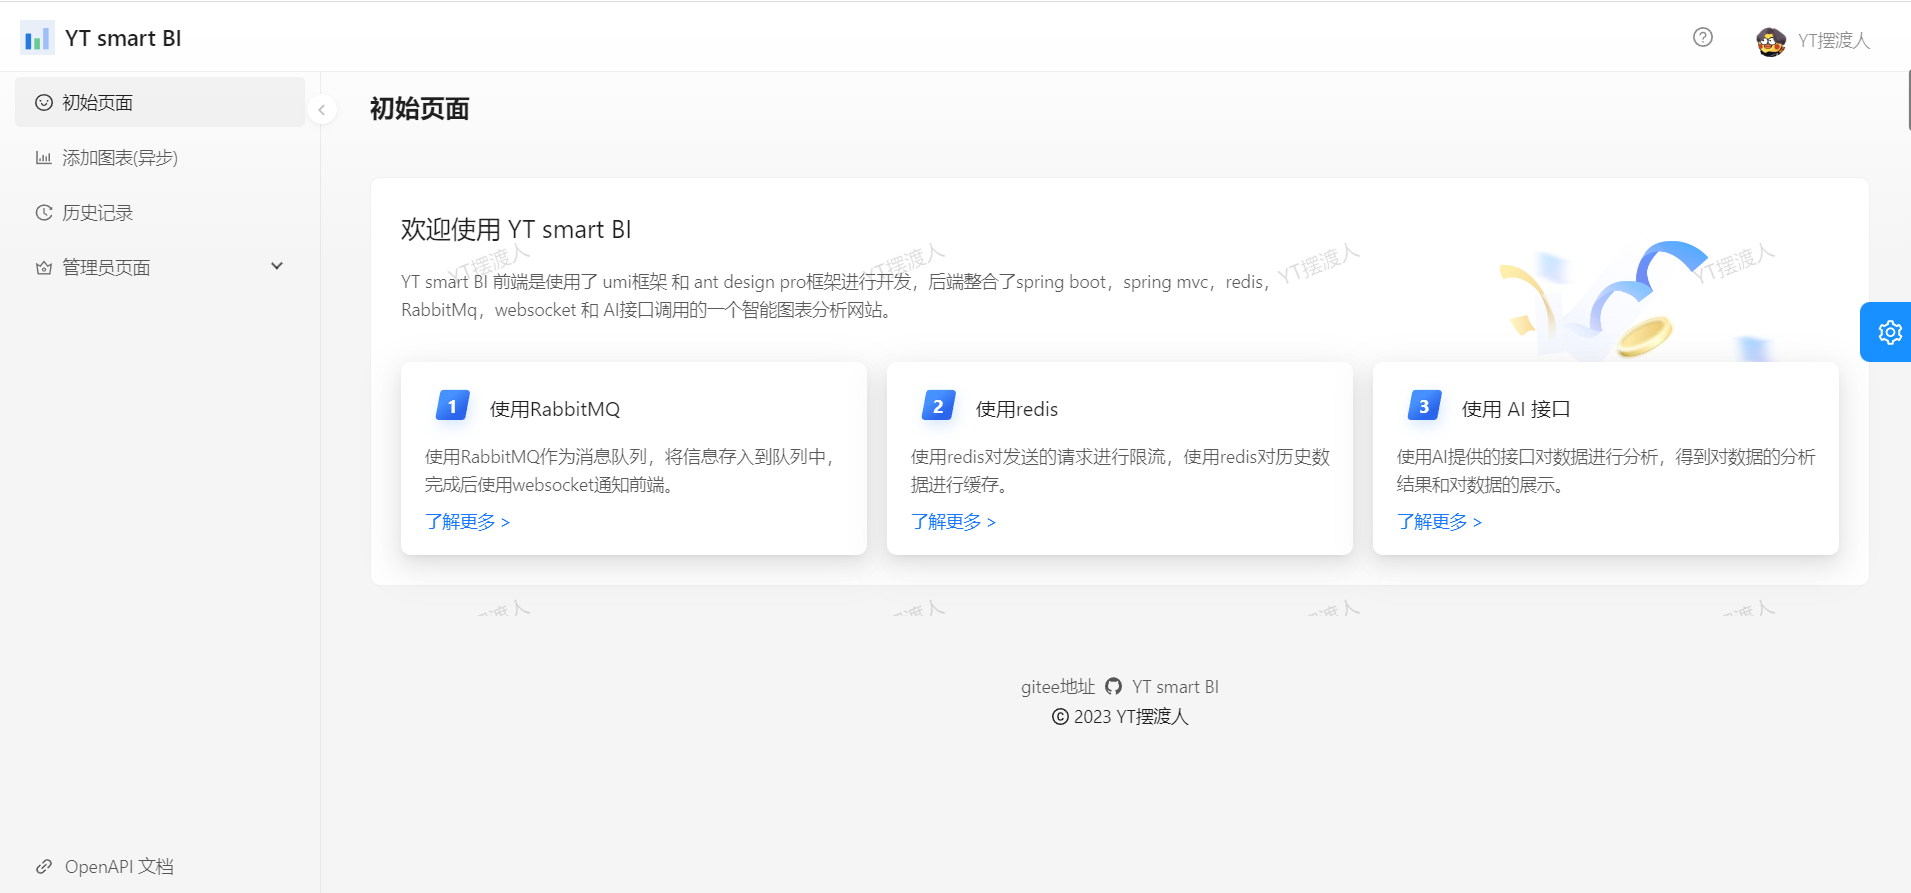 YT smart BI
YT摆渡人
初始页面
添加图表(异步)
历史记录
管理员页面
OpenAPI 文档
初始页面
欢迎使用 YT smart BI
YT smart BI 前端是使用了 umi框架 和 ant design pro框架进行开发，后端整合了spring boot，spring mvc，redis，
RabbitMq，websocket 和 AI接口调用的一个智能图表分析网站。
YT摆渡人
YT摆渡人
YT摆渡人
YT摆渡人
1 使用RabbitMQ
使用RabbitMQ作为消息队列，将信息存入到队列中，
完成后使用websocket通知前端。
了解更多 >
2 使用redis
使用redis对发送的请求进行限流，使用redis对历史数
据进行缓存。
了解更多 >
3 使用 AI 接口
使用AI提供的接口对数据进行分析，得到对数据的分析
结果和对数据的展示。
了解更多 >
gitee地址 YT smart BI
© 2023 YT摆渡人